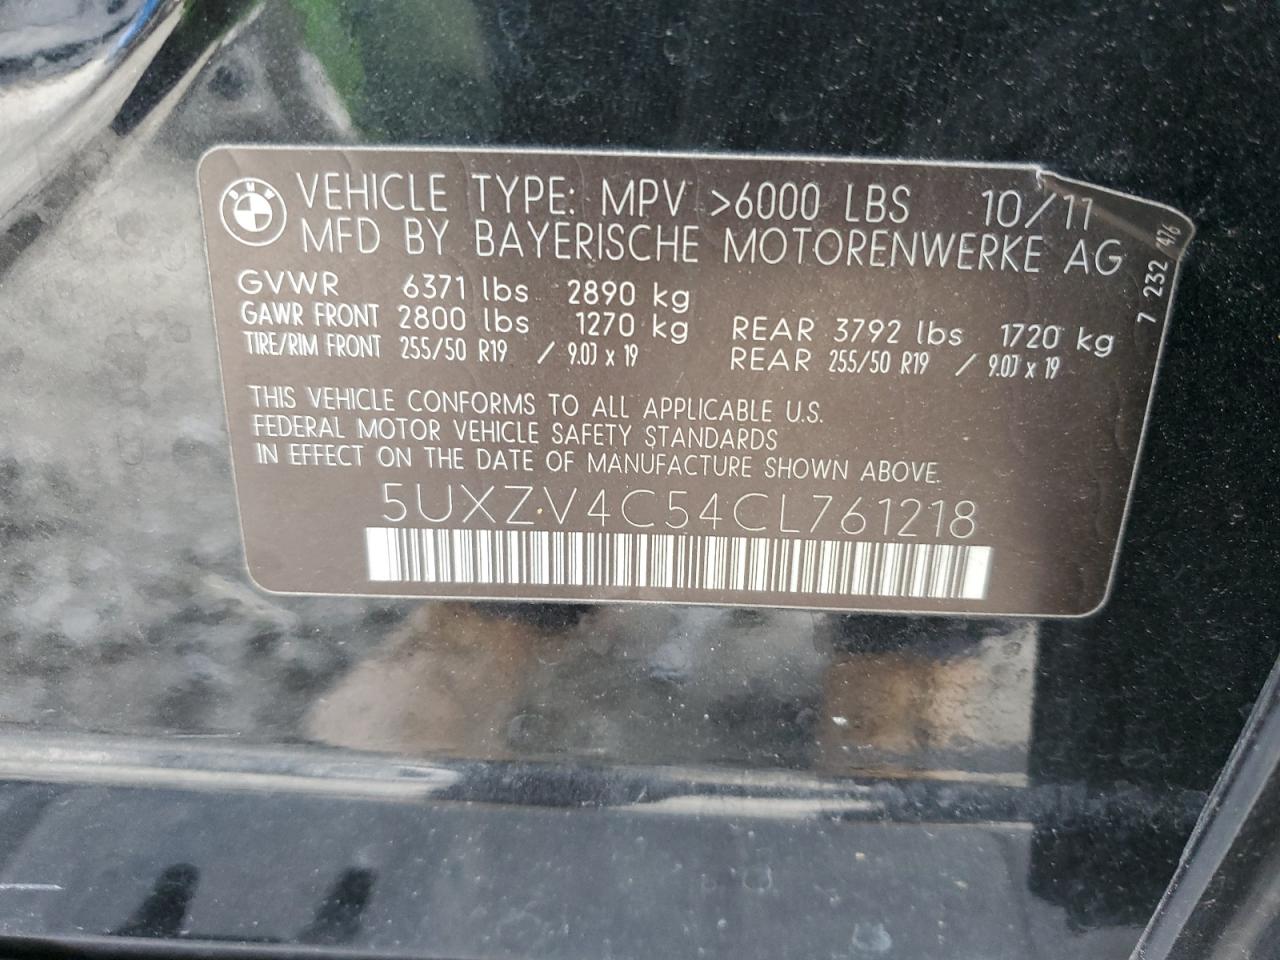 BMW
VEHICLE TYPE: MPV >6000 LBS 10/11
MFD BY BAYERISCHE MOTORENWERKE AG
GVWR 6371 lbs 2890 kg
GAWR FRONT 2800 lbs 1270 kg REAR 3792 lbs 1720 kg
TIRE/RIM FRONT 255/50 R19 / 9.0J x 19 REAR 255/50 R19 / 9.0J x 19
THIS VEHICLE CONFORMS TO ALL APPLICABLE U.S.
FEDERAL MOTOR VEHICLE SAFETY STANDARDS
IN EFFECT ON THE DATE OF MANUFACTURE SHOWN ABOVE.
5UXZV4C54CL761218
7 232 476